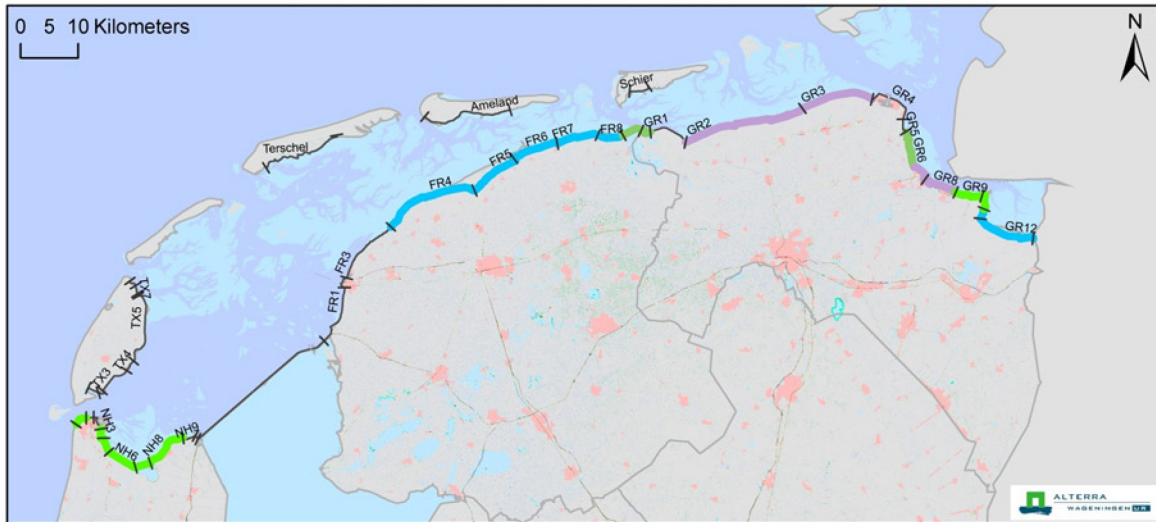 0 5 10 Kilometers
N
Schier
Ameland
Terschel
GR3
GR4
GR1
GR2
FR8
FR7
FR6
FR5
FR4
GR5
GR6
GR8
GR9
GR12
FR3
FR1
TX5
TX4
NH3
NH6
NH8
NH9
ALTERRA
WAGENINGEN UR